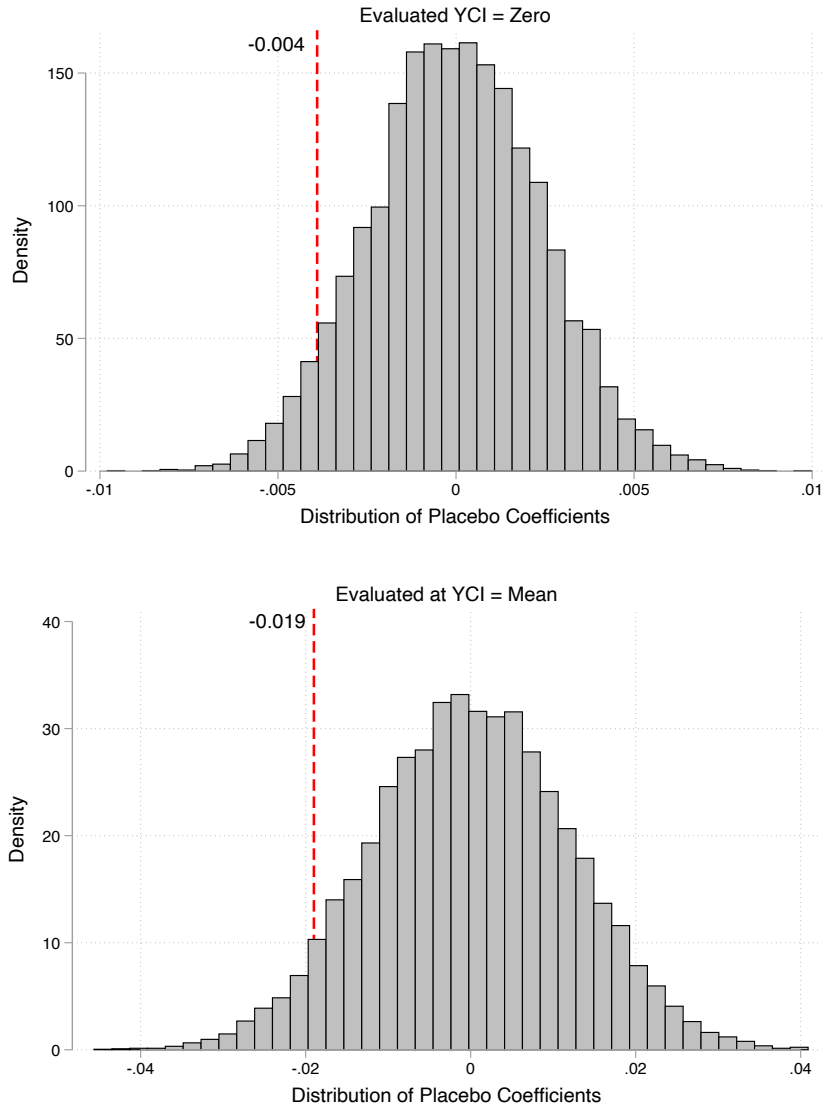 Evaluated YCI = Zero
-0.004
150
100
50
0
Density
-.01 -.005 0 .005 .01
Distribution of Placebo Coefficients
Evaluated at YCI = Mean
-0.019
40
30
20
10
0
Density
-.04 -.02 0 .02 .04
Distribution of Placebo Coefficients